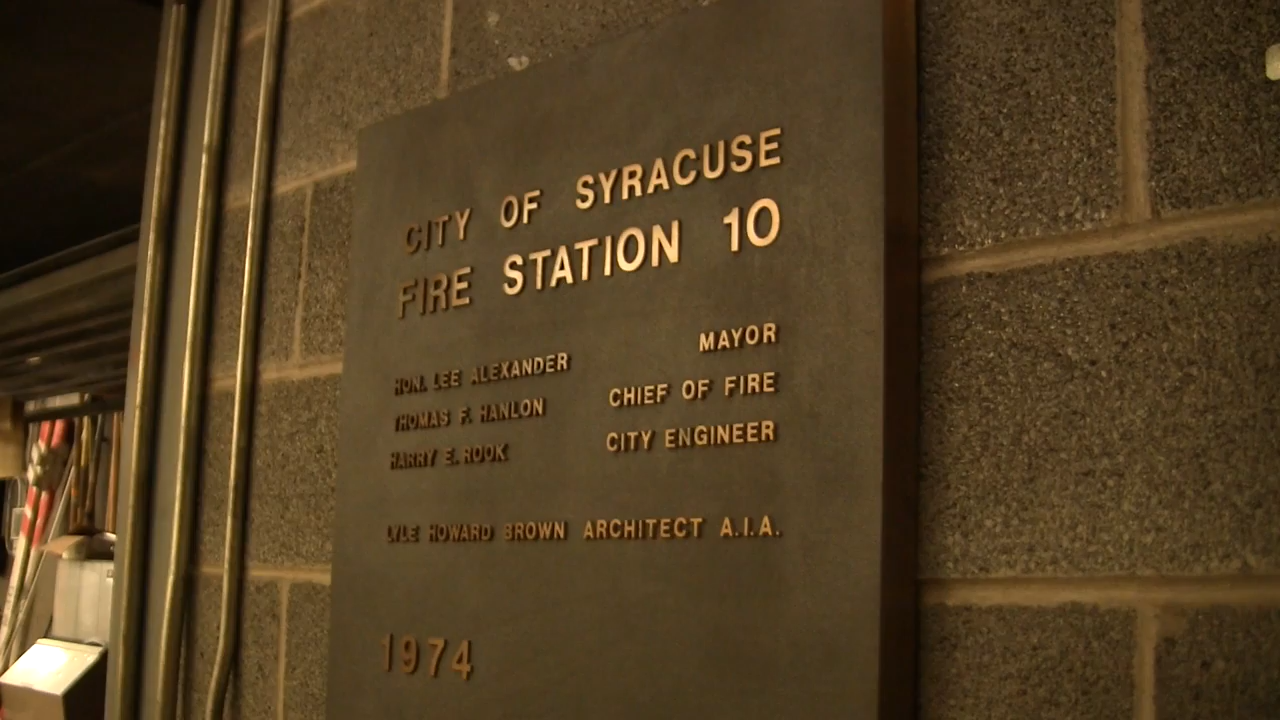 CITY OF SYRACUSE
FIRE STATION 10
HON. LEE ALEXANDER MAYOR
THOMAS F. HANLON CHIEF OF FIRE
HARRY E. ROOK CITY ENGINEER
LYLE HOWARD BROWN ARCHITECT A.I.A.
1974